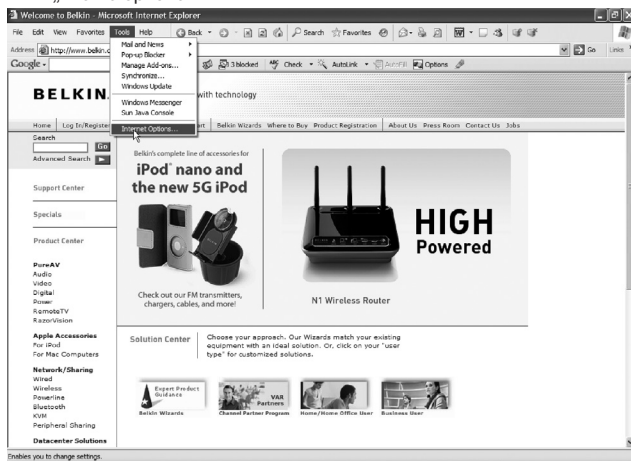 Welcome to Belkin - Microsoft Internet Explorer
File Edit View Favorites Tools Help Back Search Favorites
Address http://www.belkin.c Go Links
Google - 3 blocked Check AutoLink AutoFill Options
Mail and News
Pop-up Blocker
Manage Add-ons...
Synchronize...
Windows Update
Windows Messenger
Sun Java Console
Internet Options...
BELKIN. with technology
Home Log In/Register Belkin Wizards Where to Buy Product Registration About Us Press Room Contact Us Jobs
Search
Go
Advanced Search
Support Center
Specials
Product Center
PureAV
Audio
Video
Digital
Power
RemoteTV
RazorVision
Apple Accessories
For iPod
For Mac Computers
Network/Sharing
Wired
Wireless
Powerline
Bluetooth
KVM
Peripheral Sharing
Datacenter Solutions
Belkin's complete line of accessories for
iPod® nano and
the new 5G iPod
Check out our FM transmitters,
chargers, cables, and more!
HIGH
Powered
N1 Wireless Router
Solution Center
Choose your approach. Our Wizards match your existing
equipment with an ideal solution. Or, click on your "user
type" for customized solutions.
Expert Product
Guidance
VAR
Partners
Belkin Wizards Channel Partner Program Home/Home Office User Business User
Enables you to change settings.